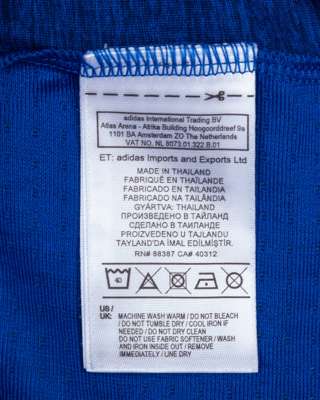 adidas International Trading BV
Atlas Arena - Afrika Building Hoogoorddreef 9a
1101 BA Amsterdam ZO The Netherlands
VAT NO. NL 8073.01.322.B.01
ET: adidas Imports and Exports Ltd
MADE IN THAILAND
FABRIQUÉ EN THAÏLANDE
FABRICADO EN TAILANDIA
FABRICADO NA TAILÂNDIA
GYÁRTVA: THAILAND
ПРОИЗВЕДЕНО В ТАЙЛАНД
СДЕЛАНО В ТАИЛАНДЕ
PROIZVEDENO U TAJLANDU
TAYLAND'DA İMAL EDİLMİŞTİR.
RN# 88387 CA# 40312
US /
UK: MACHINE WASH WARM / DO NOT BLEACH
/ DO NOT TUMBLE DRY / COOL IRON IF
NEEDED / DO NOT DRY CLEAN
DO NOT USE FABRIC SOFTENER / WASH
AND IRON INSIDE OUT / REMOVE
IMMEDIATELY / LINE DRY